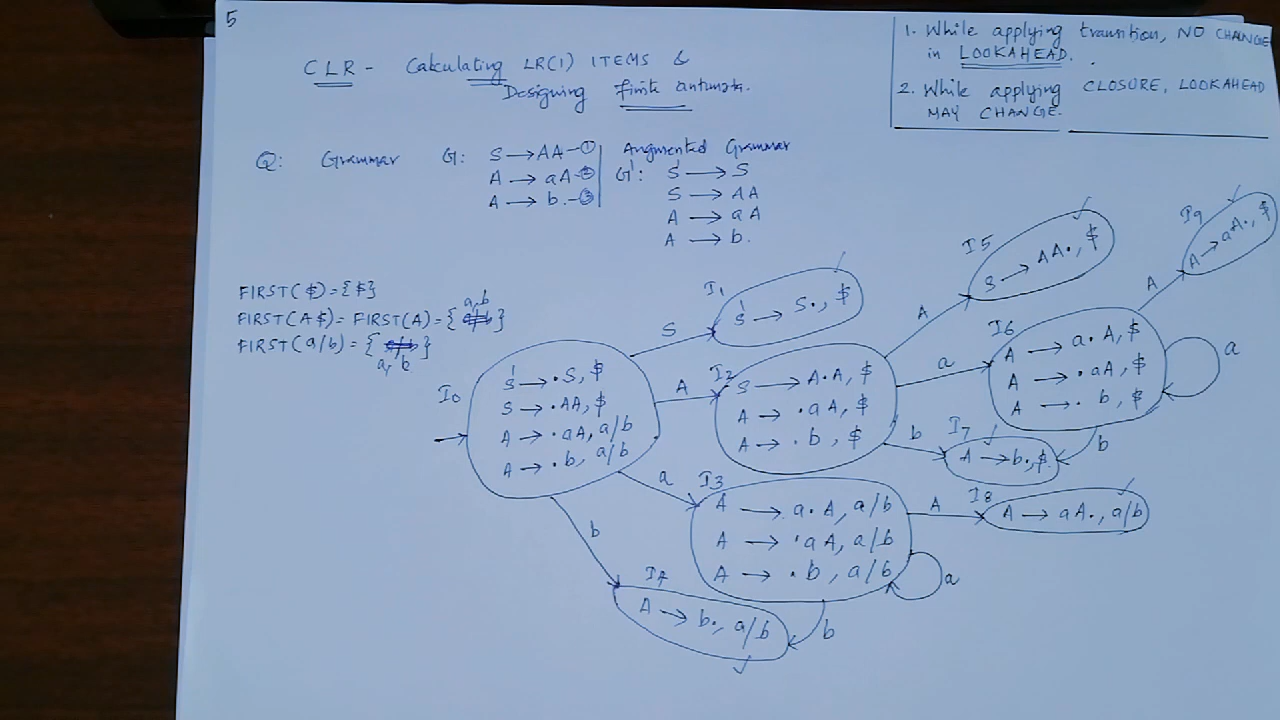 5
1. While applying transition, NO CHANGE
in LOOKAHEAD.
2. While applying CLOSURE, LOOKAHEAD
MAY CHANGE.
CLR - Calculating LR(1) ITEMS &
Designing finite automata.
Q: Grammar G: S → AA - ①
A → aA - ②
A → b. - ③
Augmented Grammar
G': S' → S
S → AA
A → aA
A → b.
FIRST($) = {$}
FIRST(A$) = FIRST(A) = {a,b}
FIRST(a/b) = {a,b}
I0
S' → ·S, $
S → ·AA, $
A → ·aA, a/b
A → ·b, a/b
S
I1
S' → S·, $
A
I2
S → A·A, $
A → ·aA, $
A → ·b, $
a
I3
A → a·A, a/b
A → ·aA, a/b
A → ·b, a/b
a
b
b
I4
A → b·, a/b
A
I5
S → AA·, $
a
I6
A → a·A, $
A → ·aA, $
A → ·b, $
a
b
b
I7
A → b·, $
A
I8
A → aA·, a/b
A
I9
A → aA·, $